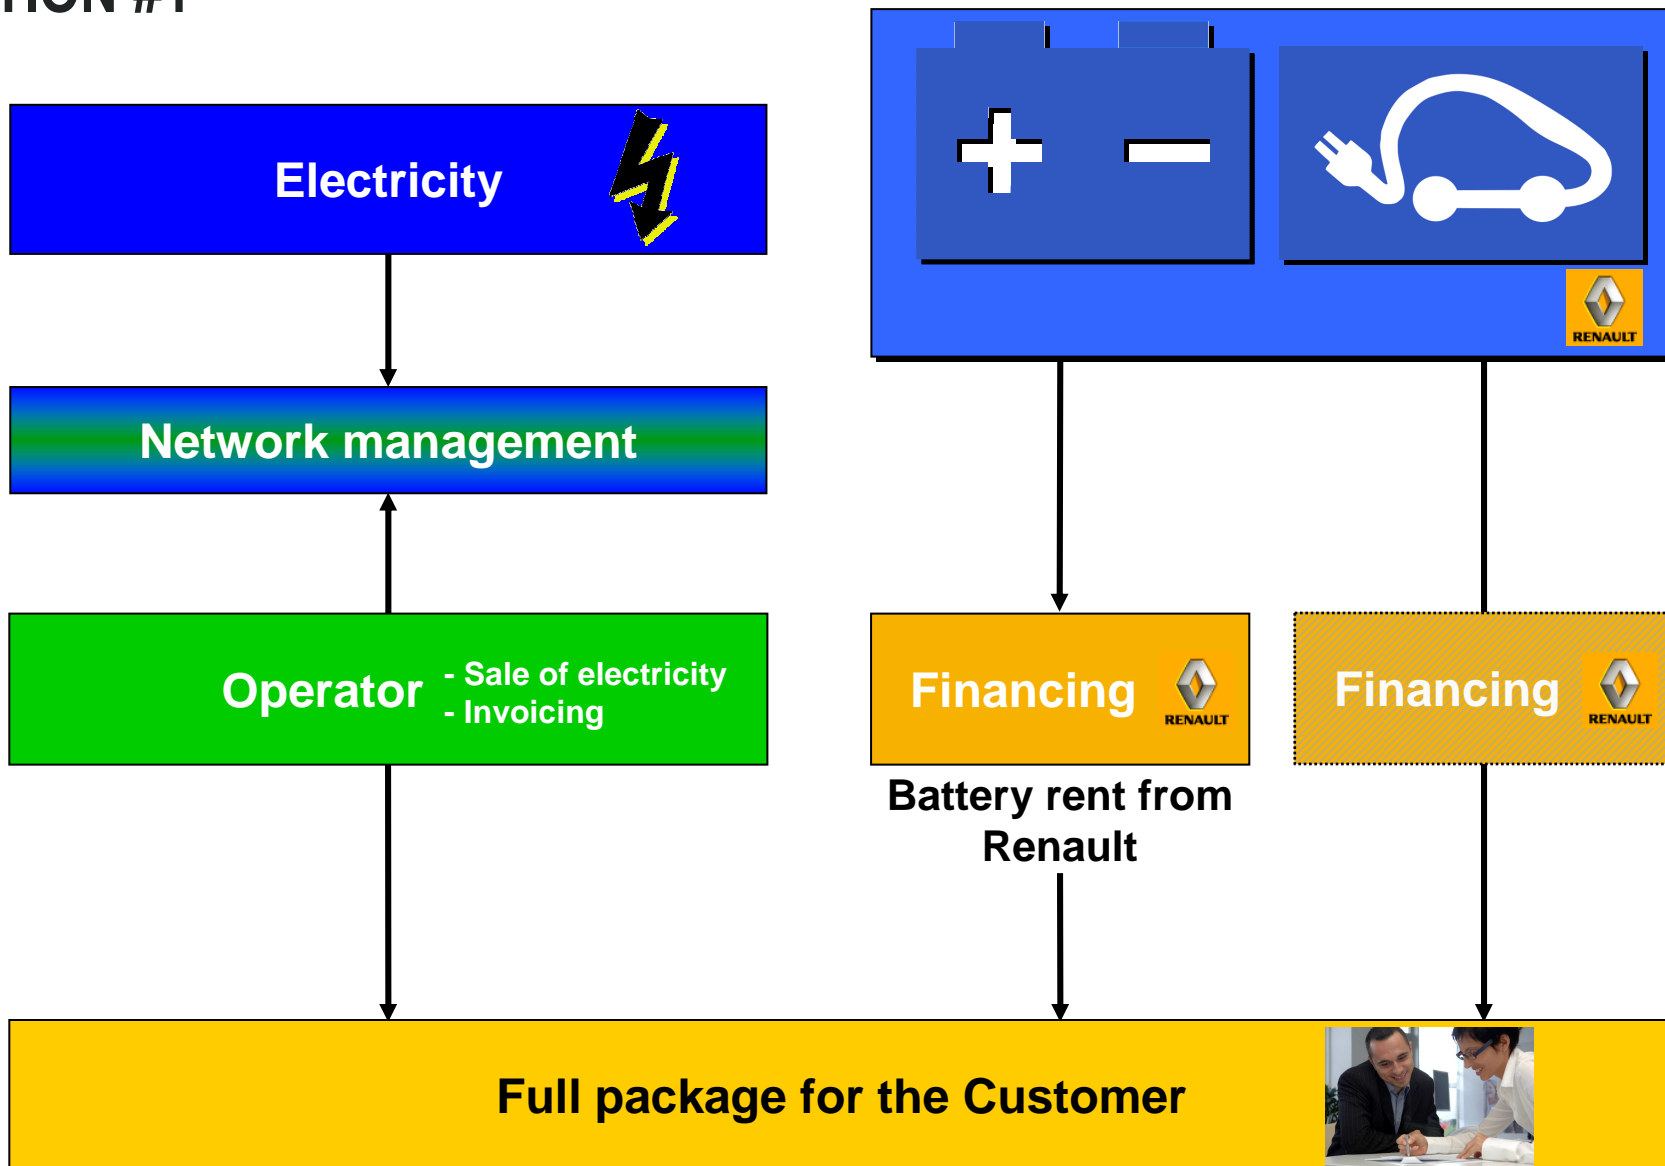 #1
Electricity
RENAULT
Network management
Operator
- Sale of electricity
- Invoicing
Financing
RENAULT
Financing
RENAULT
Battery rent from
Renault
Full package for the Customer